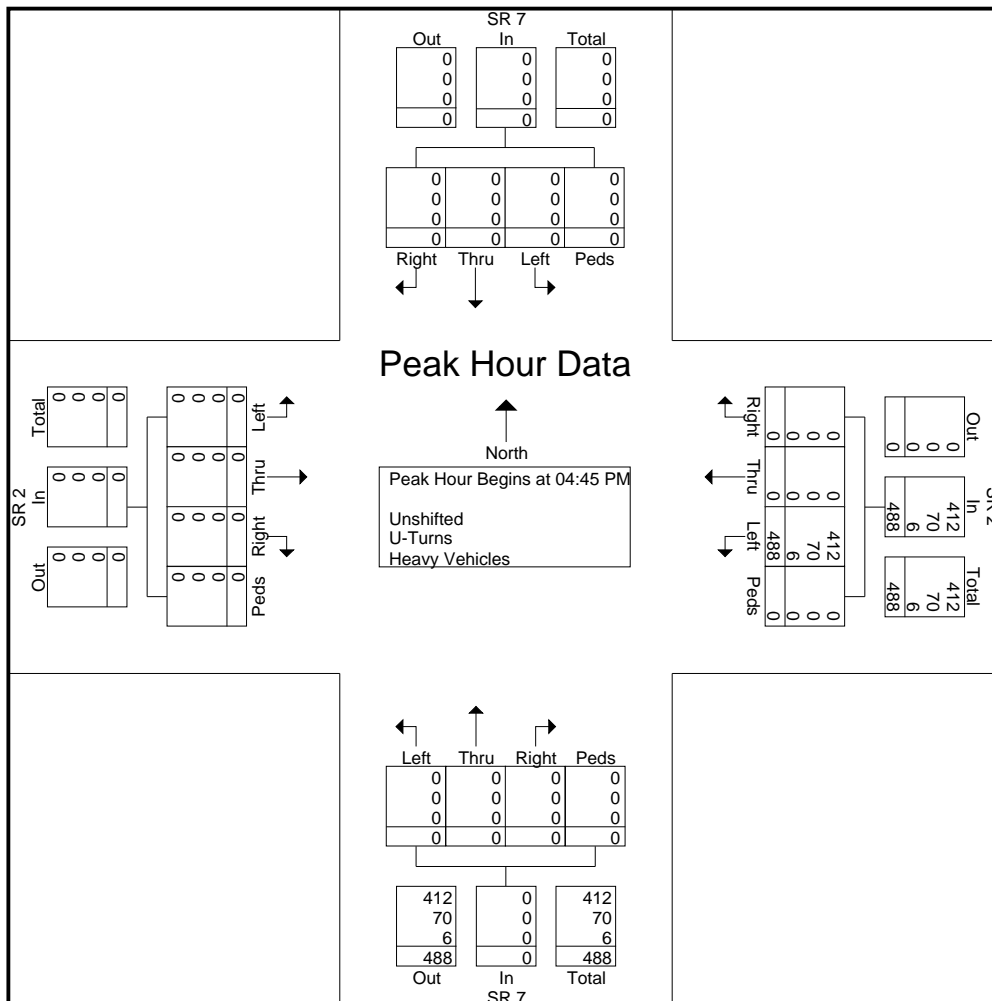 SR 7
Out In Total
0 0 0
0 0 0
0 0 0
0 0 0
0 0 0 0
0 0 0 0
0 0 0 0
0 0 0 0
Right Thru Left Peds
Peak Hour Data
North
Peak Hour Begins at 04:45 PM
Unshifted
U-Turns
Heavy Vehicles
SR 2
Total In Out
0 0 0 0
0 0 0 0
0 0 0 0
Left Thru Right Peds
0 0 0 0
0 0 0 0
0 0 0 0
0 0 0 0
Right Thru Left Peds
0 0 0 0
0 0 0 0
412 70 6 488
0 0 0 0
SR 2
Out In Total
0 0 0 0
412 70 6 488
412 70 6 488
Left Thru Right Peds
0 0 0 0
0 0 0 0
0 0 0 0
0 0 0 0
412 0 412
70 0 70
6 0 6
488 0 488
Out In Total
SR 7